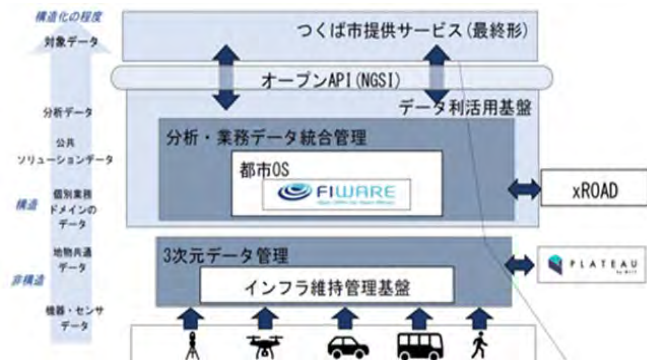 構造化の程度
対象データ
つくば市提供サービス(最終形)
オープンAPI(NGSI)
分析データ
データ利活用基盤
分析・業務データ統合管理
公共
ソリューションデータ
都市OS
FIWARE
構造
個別業務
ドメインの
データ
xROAD
地物共通
データ
3次元データ管理
PLATEAU
by MLIT
非構造
インフラ維持管理基盤
機器・センサ
データ